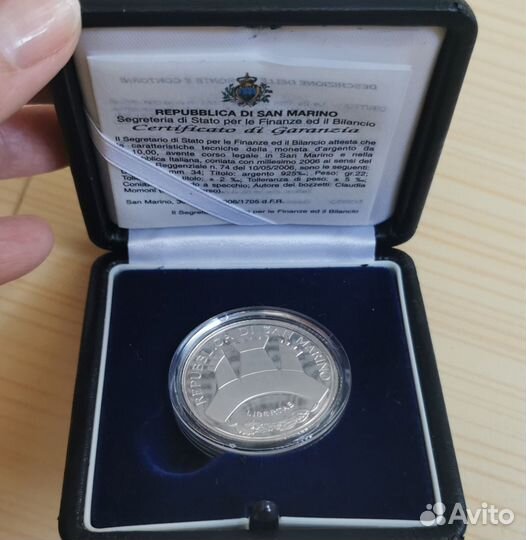 REPUBBLICA DI SAN MARINO
Segreteria di Stato per le Finanze ed il Bilancio
Certificato di Garanzia
Il Segretario di Stato per le Finanze ed il Bilancio attesta che
le caratteristiche tecniche della moneta d'argento da
10,00, avente corso legale in San Marino e nella
Repubblica Italiana, coniata con millesimo 2006 ai sensi del
Reggenziale n. 74 del 10/05/2006, sono le seguenti:
mm. 34; Titolo: argento 925‰; Peso: gr.22;
titolo: ± 2 ‰; Tolleranza di peso: ± 5 ‰;
a specchio; Autore dei bozzetti: Claudia
Momoni
San Marino, /1705 d.F.R.
Il Segretario di Stato per le Finanze ed il Bilancio
REPUBBLICA DI SAN MARINO
LIBERTAS
Avito